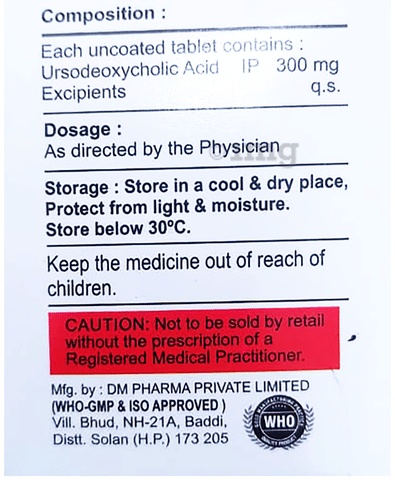 Composition :
Each uncoated tablet contains :
Ursodeoxycholic Acid IP 300 mg
Excipients q.s.
Dosage :
As directed by the Physician
Storage : Store in a cool & dry place,
Protect from light & moisture.
Store below 30ºC.
Keep the medicine out of reach of
children.
CAUTION: Not to be sold by retail
without the prescription of a
Registered Medical Practitioner.
Mfg. by : DM PHARMA PRIVATE LIMITED
(WHO-GMP & ISO APPROVED )
Vill. Bhud, NH-21A, Baddi,
Distt. Solan (H.P.) 173 205
WHO